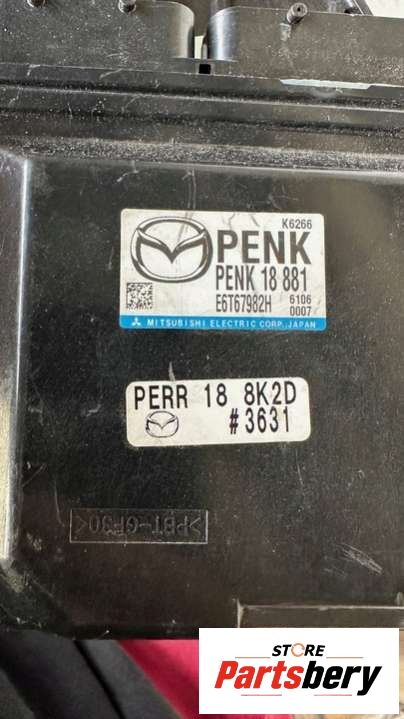 K6266
PENK
PENK 18 881
E6T67982H 6106
0007
MITSUBISHI ELECTRIC CORP. JAPAN
PERR 18 8K2D
#3631
>PBT-GF30<
STORE
Partsbery